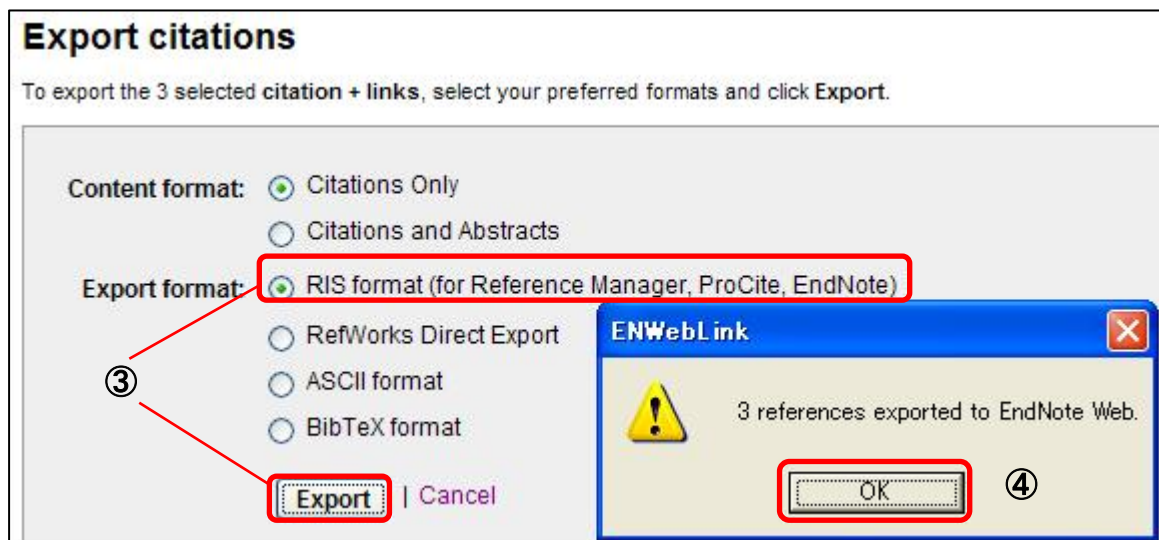 Export citations
To export the 3 selected citation + links, select your preferred formats and click Export.
Content format: Citations Only
Citations and Abstracts
Export format: RIS format (for Reference Manager, ProCite, EndNote)
RefWorks Direct Export
ASCII format
BibTeX format
③
Export | Cancel
ENWebLink
3 references exported to EndNote Web.
OK
④